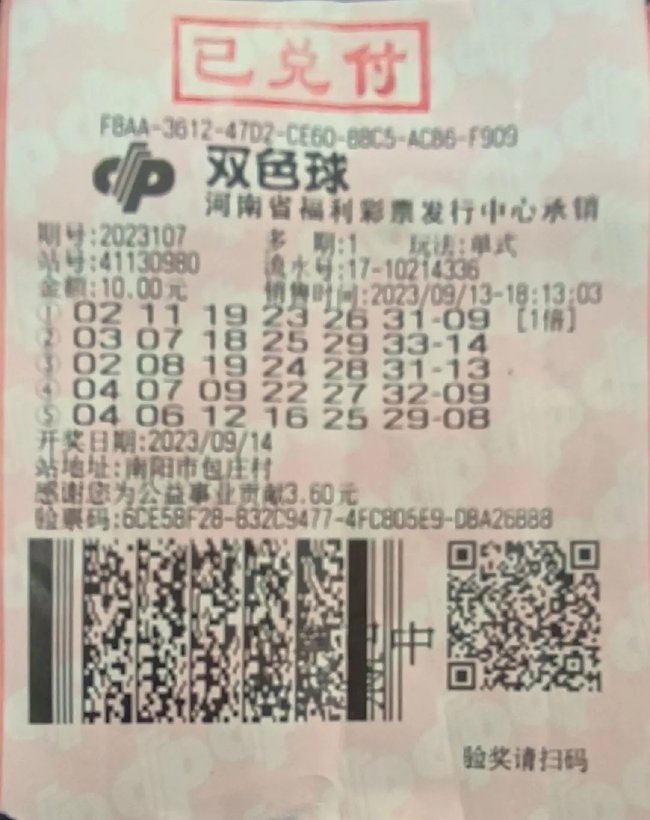 已兑付
F8AA-3612-47D2-CE60-88C5-AC86-F909
双色球
河南省福利彩票发行中心承销
期号:2023107 多 期:1 玩法:单式
站号:41130980 流水号:17-10214336
金额:10.00元 销售时间:2023/09/13-18:13:03
① 02 11 19 23 26 31-09 [1倍]
② 03 07 18 25 29 33-14
③ 02 08 19 24 28 31-13
④ 04 07 09 22 27 32-09
⑤ 04 06 12 16 25 29-08
开奖日期:2023/09/14
站地址:南阳市包庄村
感谢您为公益事业贡献3.60元
验票码:6CE58F28-B32C9477-4FC805E9-DBA26BB8
中
验奖请扫码